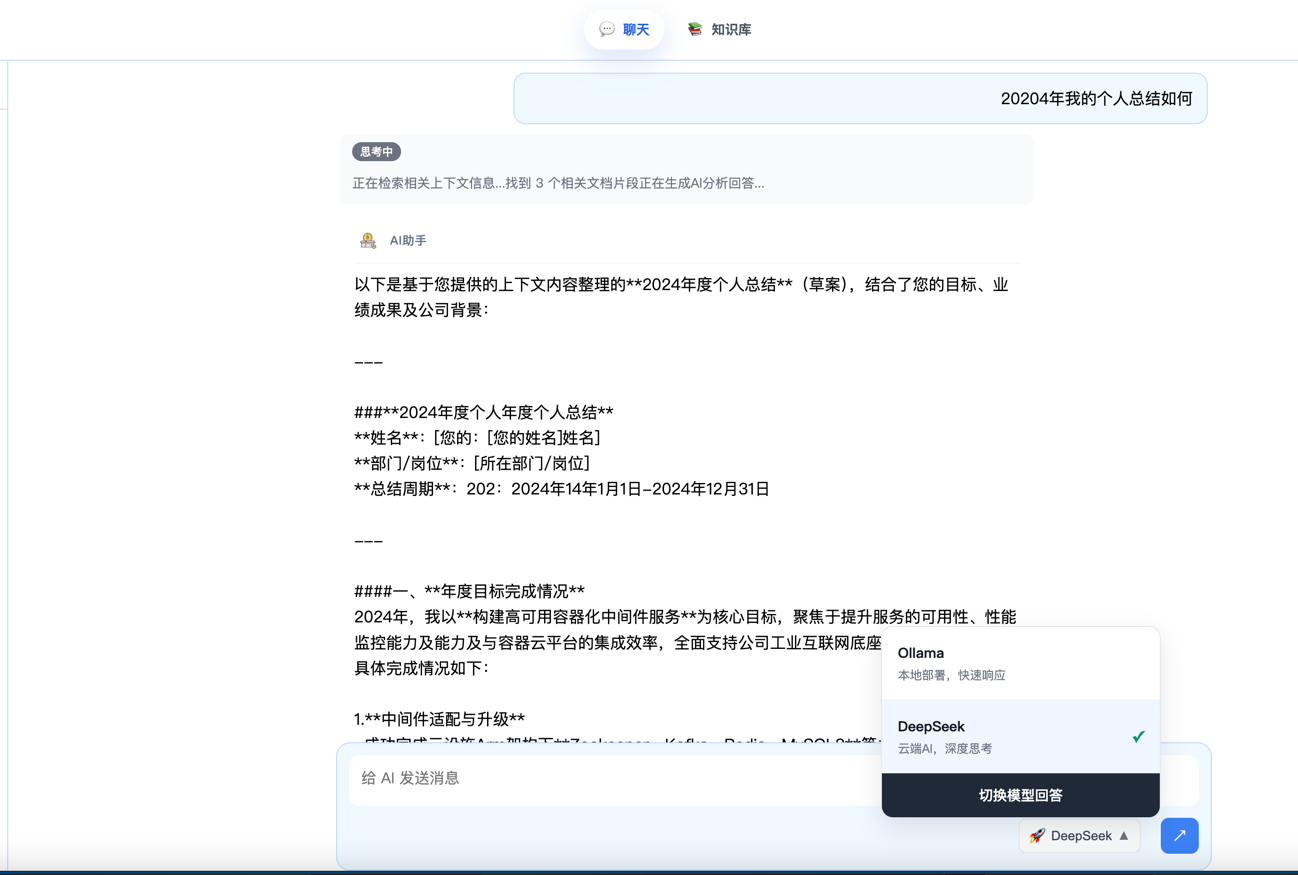 聊天
知识库
20204年我的个人总结如何
思考中
正在检索相关上下文信息...找到 3 个相关文档片段正在生成AI分析回答...
AI助手
以下是基于您提供的上下文内容整理的**2024年度个人总结**（草案），结合了您的目标、业
绩成果及公司背景：
---
###**2024年度个人年度个人总结**
**姓名**：[您的：[您的姓名]姓名]
**部门/岗位**：[所在部门/岗位]
**总结周期**：202：2024年14年1月1日-2024年12月31日
---
####一、**年度目标完成情况**
2024年，我以**构建高可用容器化中间件服务**为核心目标，聚焦于提升服务的可用性、性能
监控能力及能力及与容器云平台的集成效率，全面支持公司工业互联网底座
具体完成情况如下：
1.**中间件适配与升级**
Ollama
本地部署，快速响应
DeepSeek
云端AI，深度思考
✓
切换模型回答
给 AI 发送消息
DeepSeek ▲